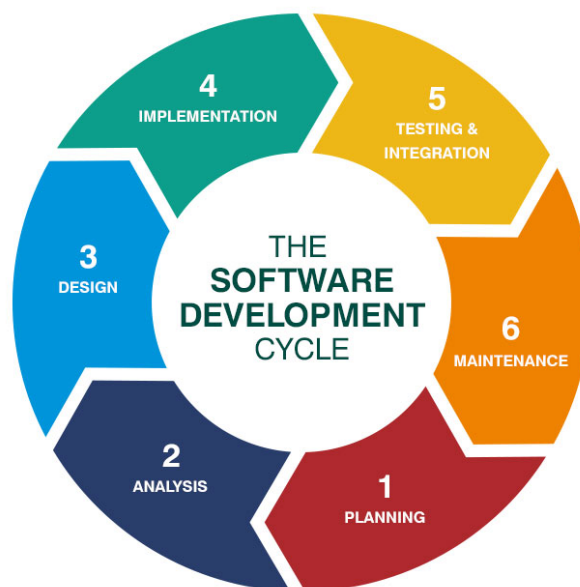 THE
SOFTWARE
DEVELOPMENT
CYCLE
1
PLANNING
2
ANALYSIS
3
DESIGN
4
IMPLEMENTATION
5
TESTING &
INTEGRATION
6
MAINTENANCE